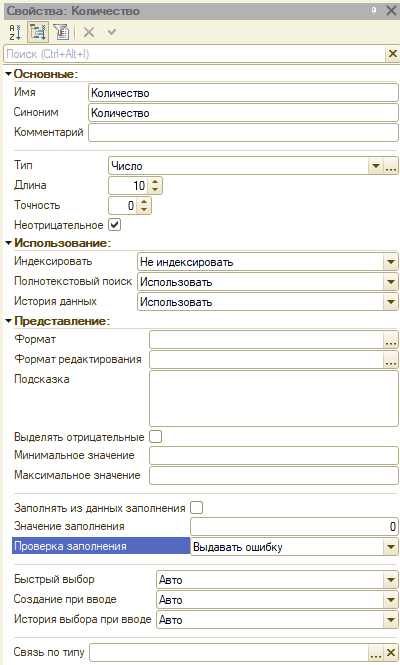 Свойства: Количество
Поиск (Ctrl+Alt+I)
Основные:
Имя Количество
Синоним Количество
Комментарий
Тип Число
Длина 10
Точность 0
Неотрицательное
Использование:
Индексировать Не индексировать
Полнотекстовый поиск Использовать
История данных Использовать
Представление:
Формат
Формат редактирования
Подсказка
Выделять отрицательные
Минимальное значение
Максимальное значение
Заполнять из данных заполнения
Значение заполнения 0
Проверка заполнения Выдавать ошибку
Быстрый выбор Авто
Создание при вводе Авто
История выбора при вводе Авто
Связь по типу